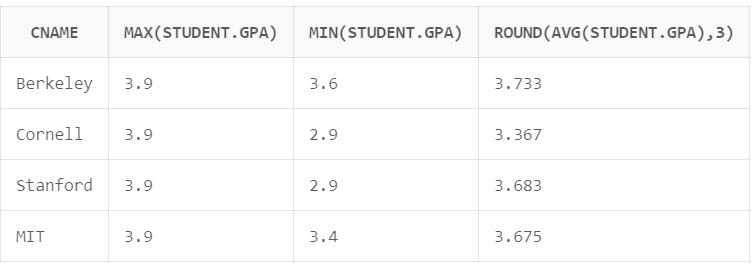 CNAME MAX(STUDENT.GPA) MIN(STUDENT.GPA) ROUND(AVG(STUDENT.GPA),3)
Berkeley 3.9 3.6 3.733
Cornell 3.9 2.9 3.367
Stanford 3.9 2.9 3.683
MIT 3.9 3.4 3.675